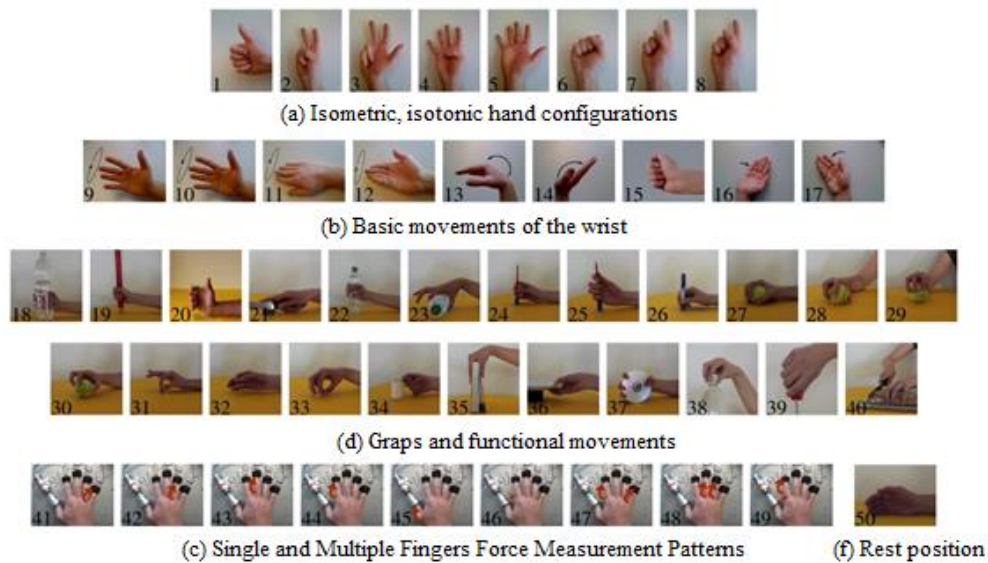 1 2 3 4 5 6 7 8
(a) Isometric, isotonic hand configurations
9 10 11 12 13 14 15 16 17
(b) Basic movements of the wrist
18 19 20 21 22 23 24 25 26 27 28 29
30 31 32 33 34 35 36 37 38 39 40
(d) Graps and functional movements
41 42 43 44 45 46 47 48 49 50
(c) Single and Multiple Fingers Force Measurement Patterns (f) Rest position